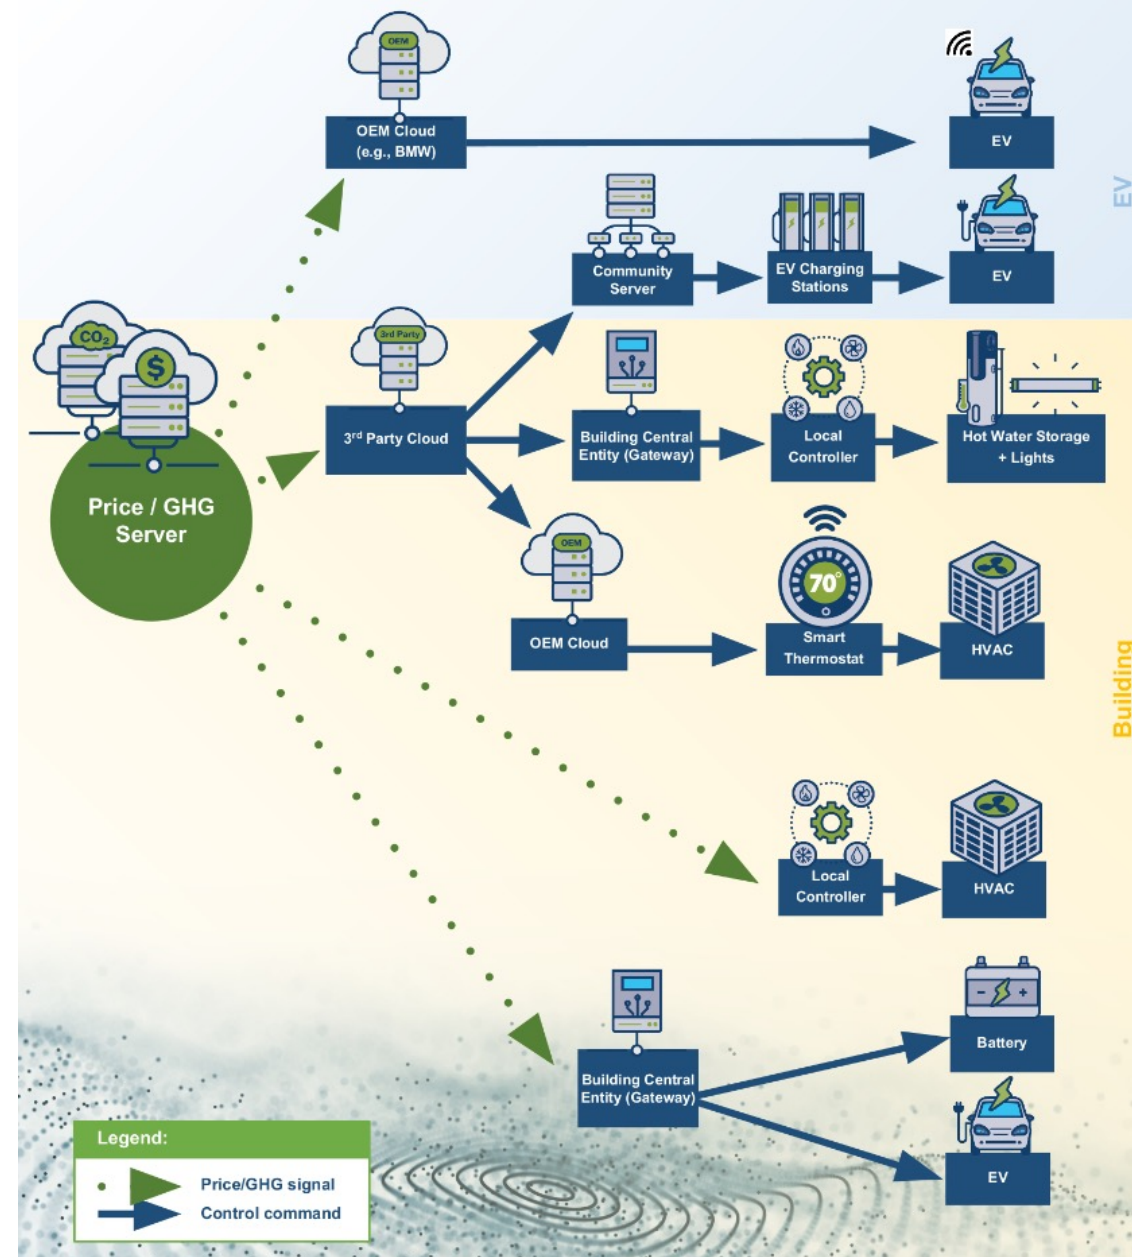 OEM
OEM Cloud
(e.g., BMW)
EV
EV
Community
Server
EV Charging
Stations
EV
CO2
$
Price / GHG
Server
3rd Party
3rd Party Cloud
Building Central
Entity (Gateway)
Local
Controller
Hot Water Storage
+ Lights
OEM
OEM Cloud
70°
Smart
Thermostat
HVAC
Building
Local
Controller
HVAC
Building Central
Entity (Gateway)
- +
Battery
EV
Legend:
Price/GHG signal
Control command